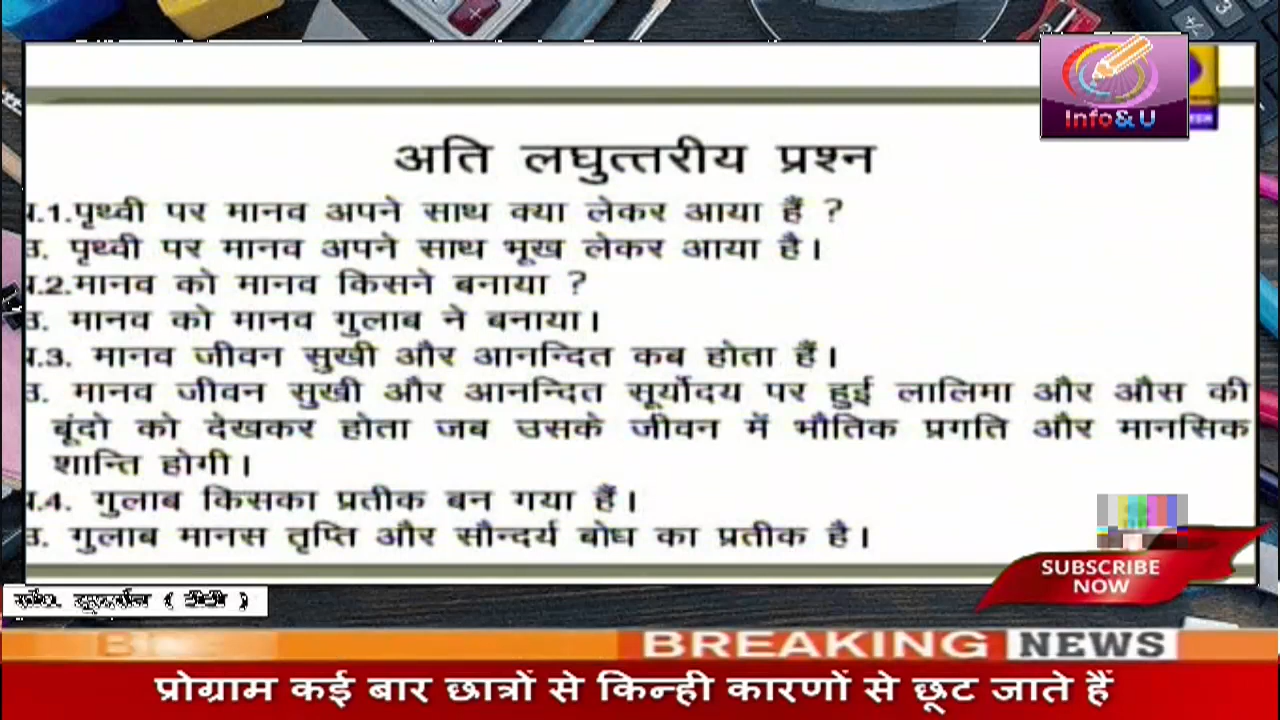 Info&U
अति लघुत्तरीय प्रश्न
.1.पृथ्वी पर मानव अपने साथ क्या लेकर आया हैं ?
उ. पृथ्वी पर मानव अपने साथ भूख लेकर आया है।
.2.मानव को मानव किसने बनाया ?
उ. मानव को मानव गुलाब ने बनाया।
.3. मानव जीवन सुखी और आनन्दित कब होता हैं।
उ. मानव जीवन सुखी और आनन्दित सूर्योदय पर हुई लालिमा और औस की
बूंदो को देखकर होता जब उसके जीवन में भौतिक प्रगति और मानसिक
शान्ति होगी।
.4. गुलाब किसका प्रतीक बन गया हैं।
उ. गुलाब मानस तृप्ति और सौन्दर्य बोध का प्रतीक है।
SUBSCRIBE
NOW
BREAKING NEWS
प्रोग्राम कई बार छात्रों से किन्ही कारणों से छूट जाते हैं